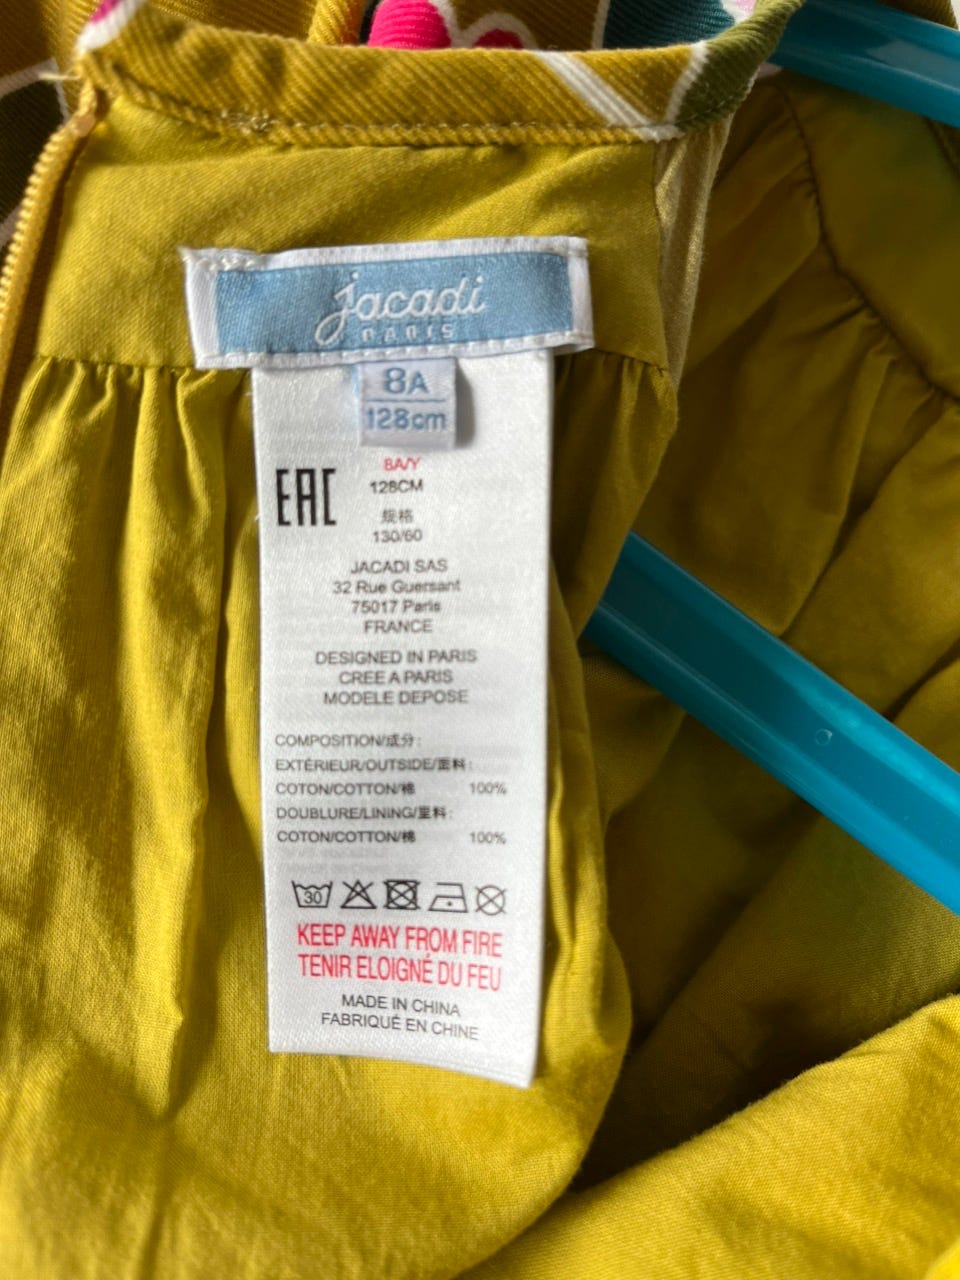 jacadi
PARIS
8A
128cm
EAC
8A/Y
128CM
规格
130/60
JACADI SAS
32 Rue Guersant
75017 Paris
FRANCE
DESIGNED IN PARIS
CREE A PARIS
MODELE DEPOSE
COMPOSITION/成分:
EXTÉRIEUR/OUTSIDE/面料:
COTON/COTTON/棉 100%
DOUBLURE/LINING/里料:
COTON/COTTON/棉 100%
30
KEEP AWAY FROM FIRE
TENIR ELOIGNÉ DU FEU
MADE IN CHINA
FABRIQUÉ EN CHINE